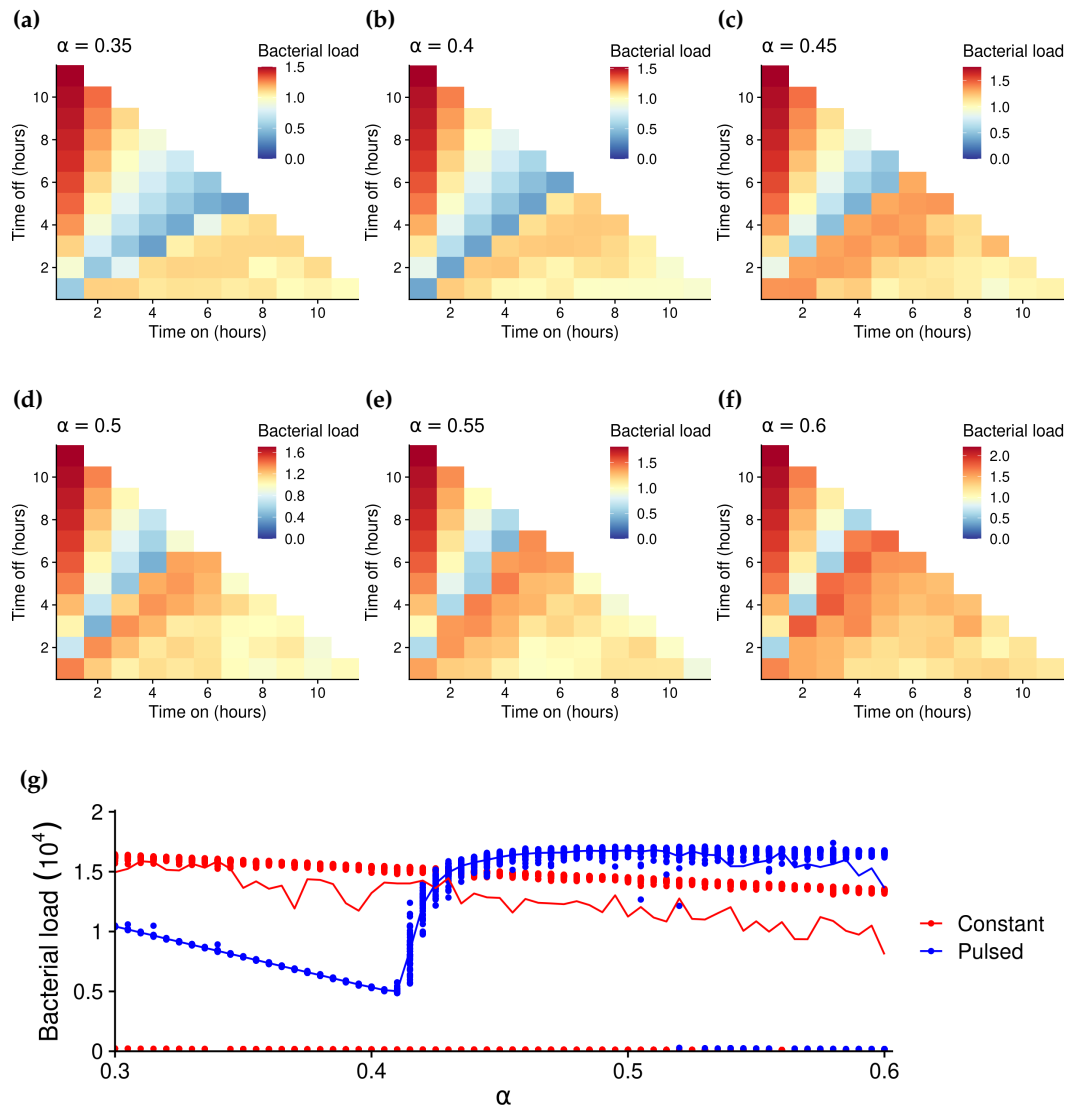 (a)
(b)
(c)
α = 0.35
Bacterial load
1.5
1.0
0.5
0.0
Time off (hours)
10
8
6
4
2
2 4 6 8 10
Time on (hours)
α = 0.4
Bacterial load
1.5
1.0
0.5
0.0
Time off (hours)
10
8
6
4
2
2 4 6 8 10
Time on (hours)
α = 0.45
Bacterial load
1.5
1.0
0.5
0.0
Time off (hours)
10
8
6
4
2
2 4 6 8 10
Time on (hours)
(d)
(e)
(f)
α = 0.5
Bacterial load
1.6
1.2
0.8
0.4
0.0
Time off (hours)
10
8
6
4
2
2 4 6 8 10
Time on (hours)
α = 0.55
Bacterial load
1.5
1.0
0.5
0.0
Time off (hours)
10
8
6
4
2
2 4 6 8 10
Time on (hours)
α = 0.6
Bacterial load
2.0
1.5
1.0
0.5
0.0
Time off (hours)
10
8
6
4
2
2 4 6 8 10
Time on (hours)
(g)
Bacterial load (10⁴)
2
1.5
1
0.5
0
0.3 0.4 0.5 0.6
α
Constant
Pulsed